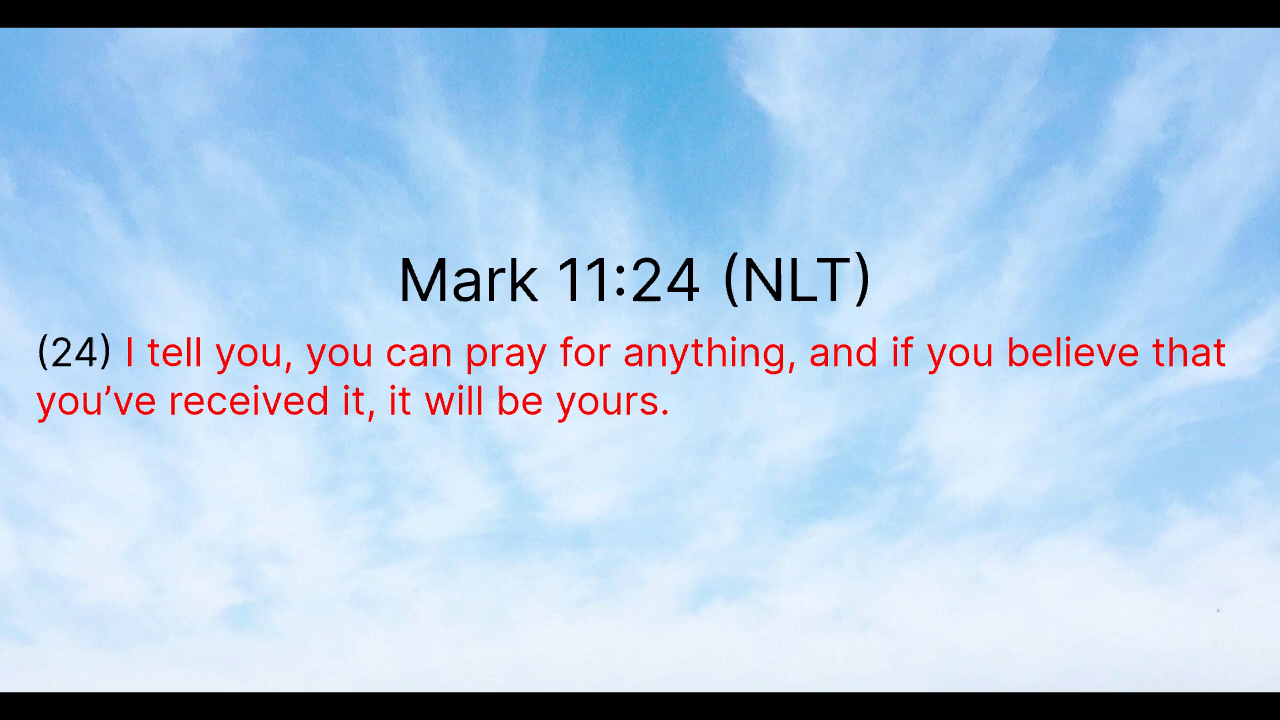 Mark 11:24 (NLT)
(24) I tell you, you can pray for anything, and if you believe that
you’ve received it, it will be yours.